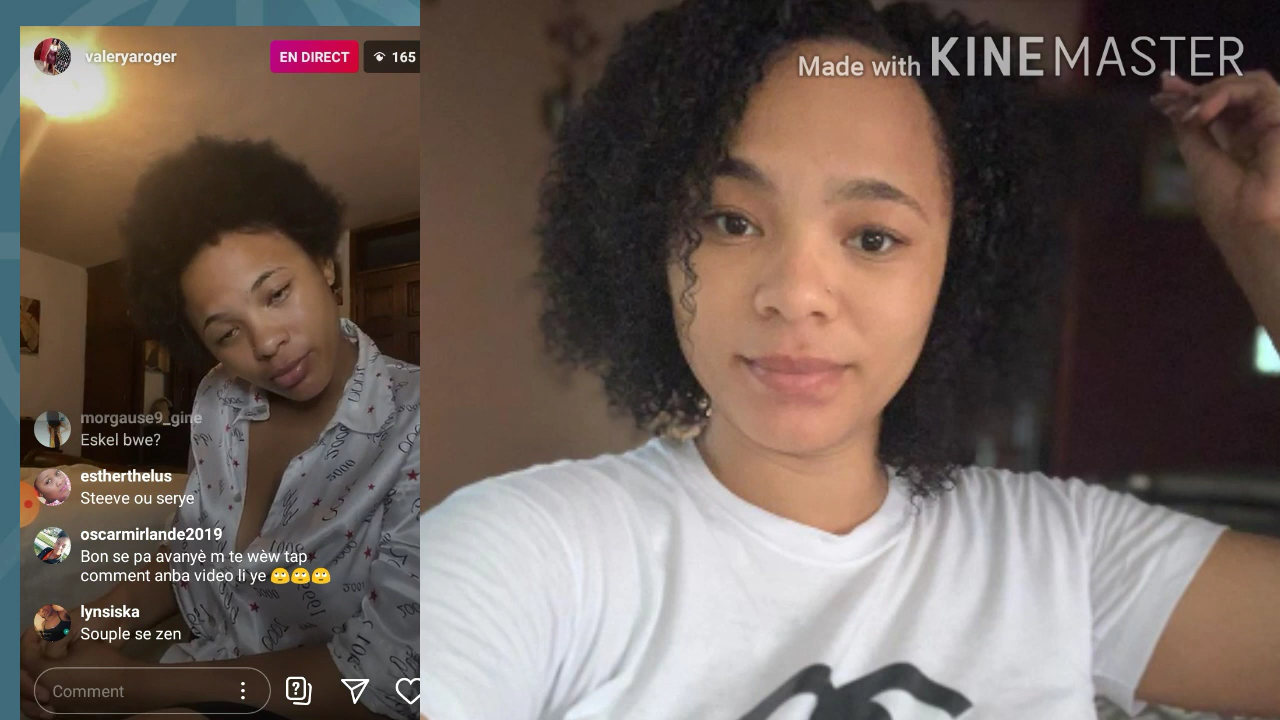 valeryaroger
EN DIRECT
165
Made with KINEMASTER
morgause9_gine
Eskel bwe?
estherthelus
Steeve ou serye
oscarmirlande2019
Bon se pa avanyè m te wèw tap
comment anba video li ye 🙄🙄🙄
lynsiska
Souple se zen
Comment